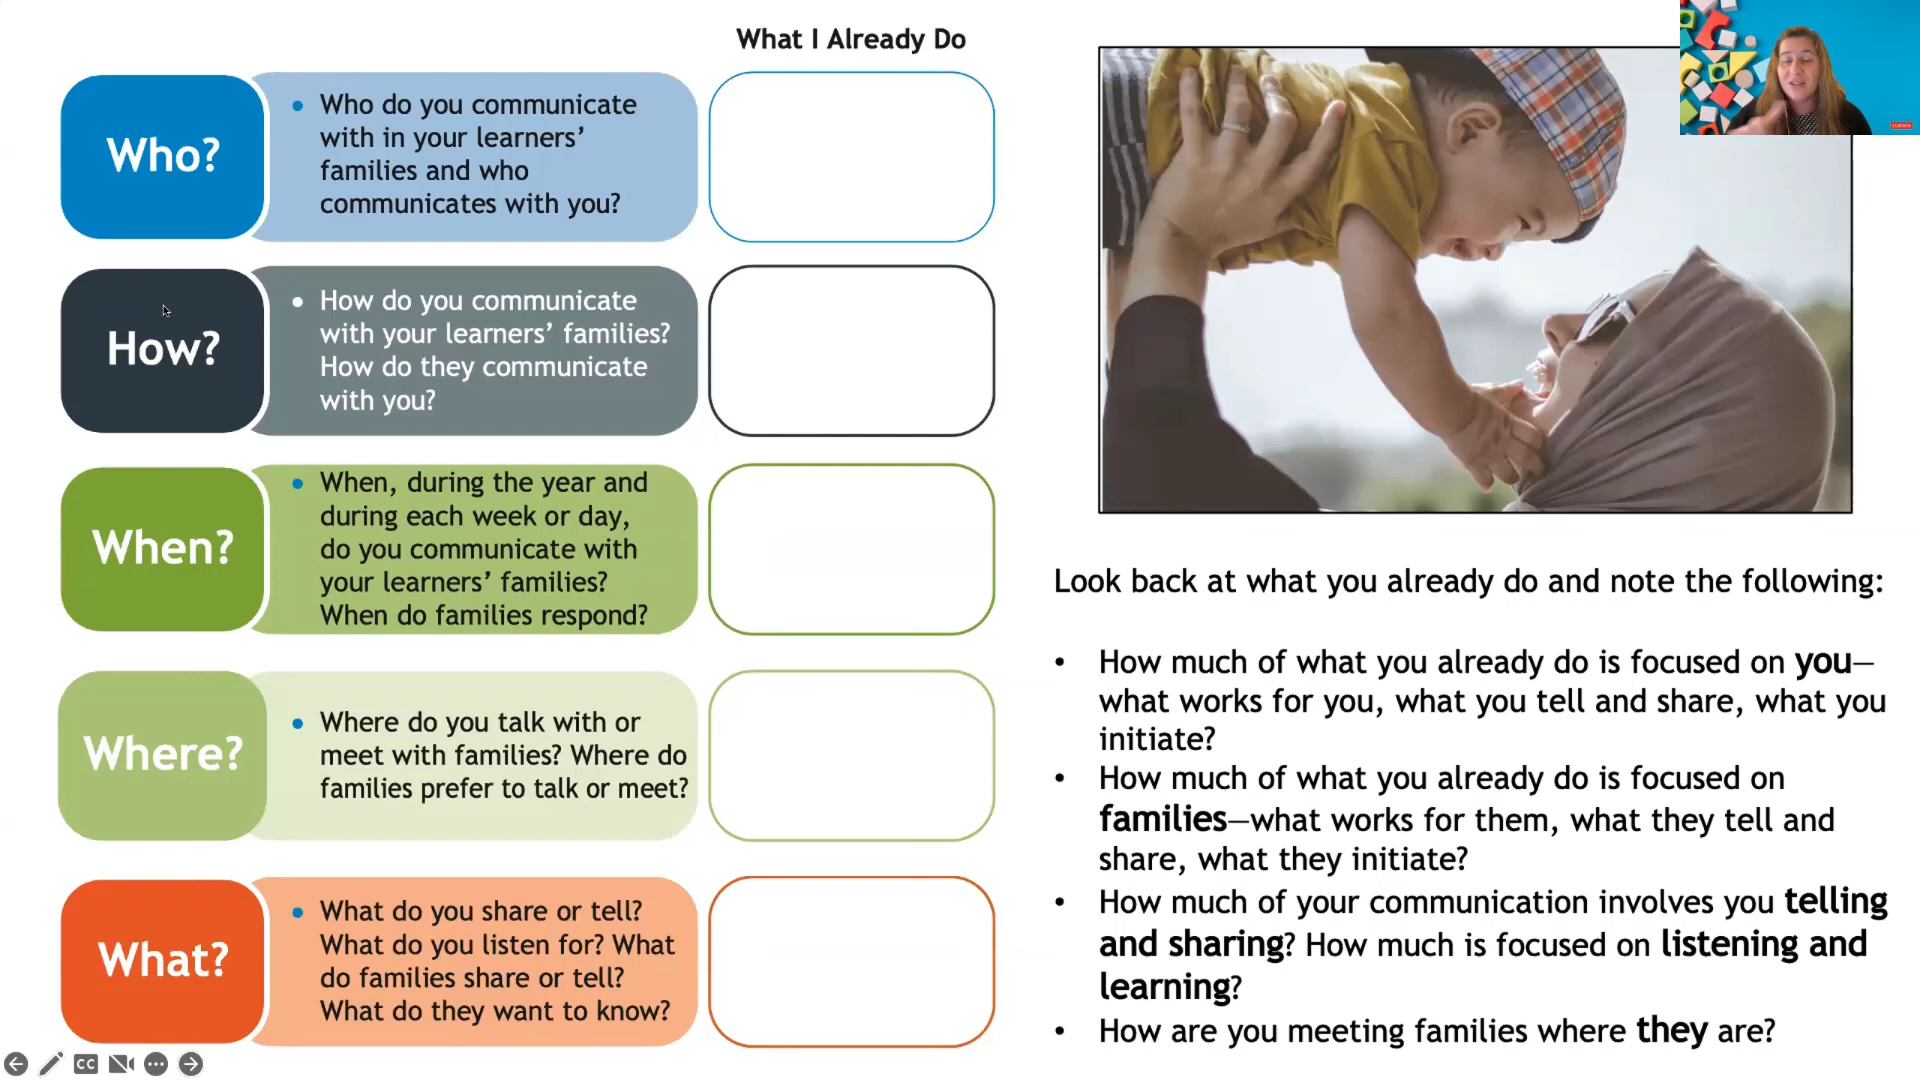 What I Already Do
Who?
• Who do you communicate
with in your learners’
families and who
communicates with you?
How?
• How do you communicate
with your learners’ families?
How do they communicate
with you?
When?
• When, during the year and
during each week or day,
do you communicate with
your learners’ families?
When do families respond?
Where?
• Where do you talk with or
meet with families? Where do
families prefer to talk or meet?
What?
• What do you share or tell?
What do you listen for? What
do families share or tell?
What do they want to know?
Look back at what you already do and note the following:
• How much of what you already do is focused on you—
what works for you, what you tell and share, what you
initiate?
• How much of what you already do is focused on
families—what works for them, what they tell and
share, what they initiate?
• How much of your communication involves you telling
and sharing? How much is focused on listening and
learning?
• How are you meeting families where they are?
CC